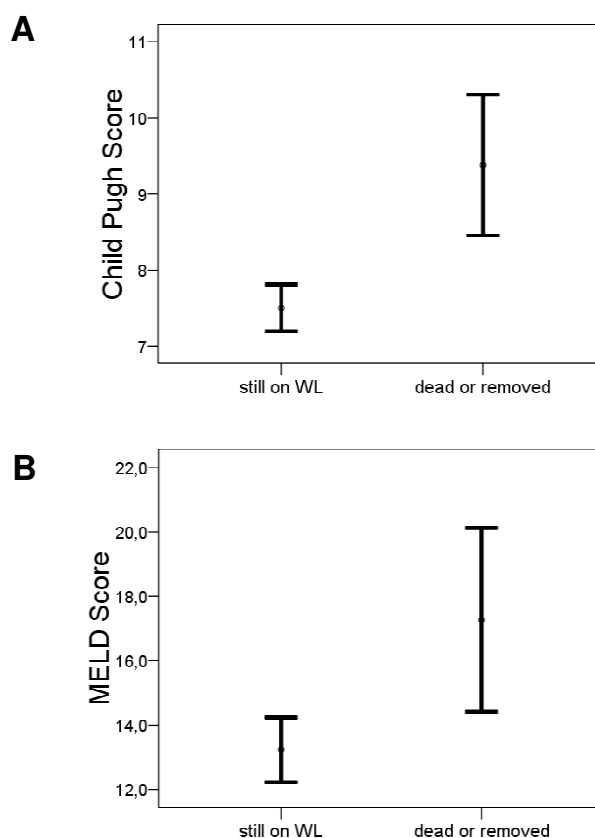 A
Child Pugh Score
11
10
9
8
7
still on WL
dead or removed
B
MELD Score
22,0
20,0
18,0
16,0
14,0
12,0
still on WL
dead or removed